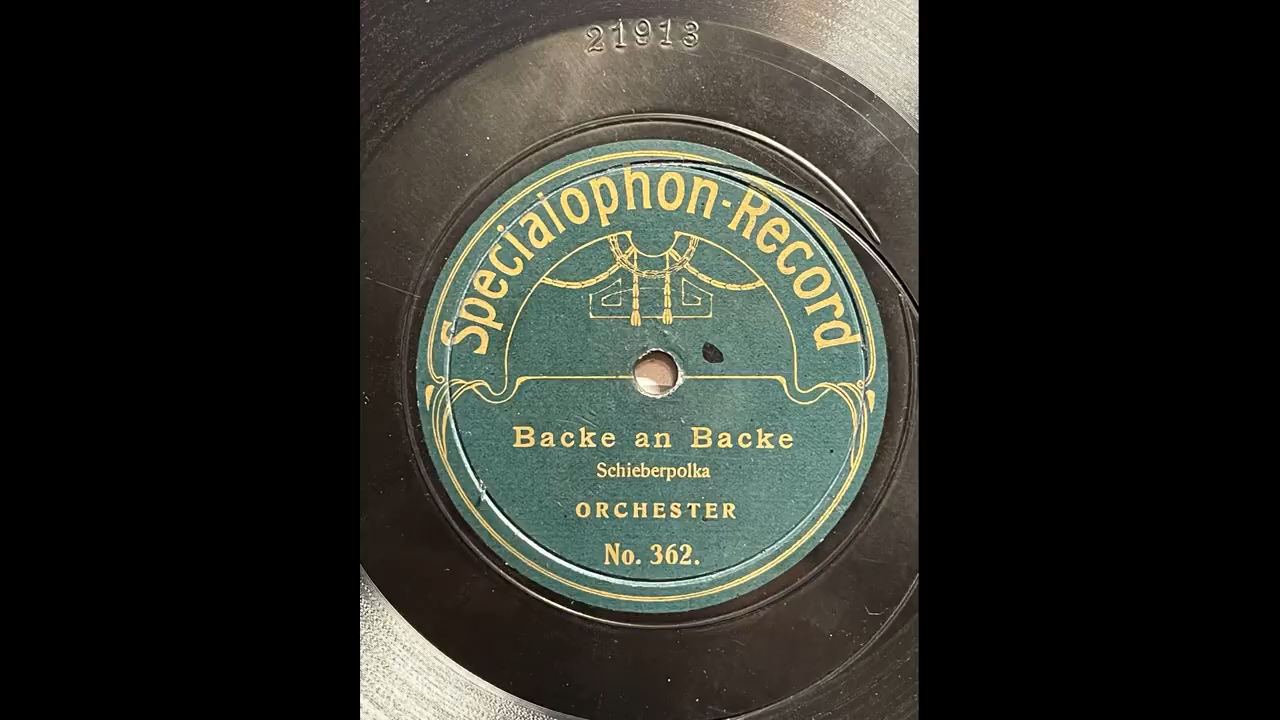 21913
Specialophon-Record
Backe an Backe
Schieberpolka
ORCHESTER
No. 362.